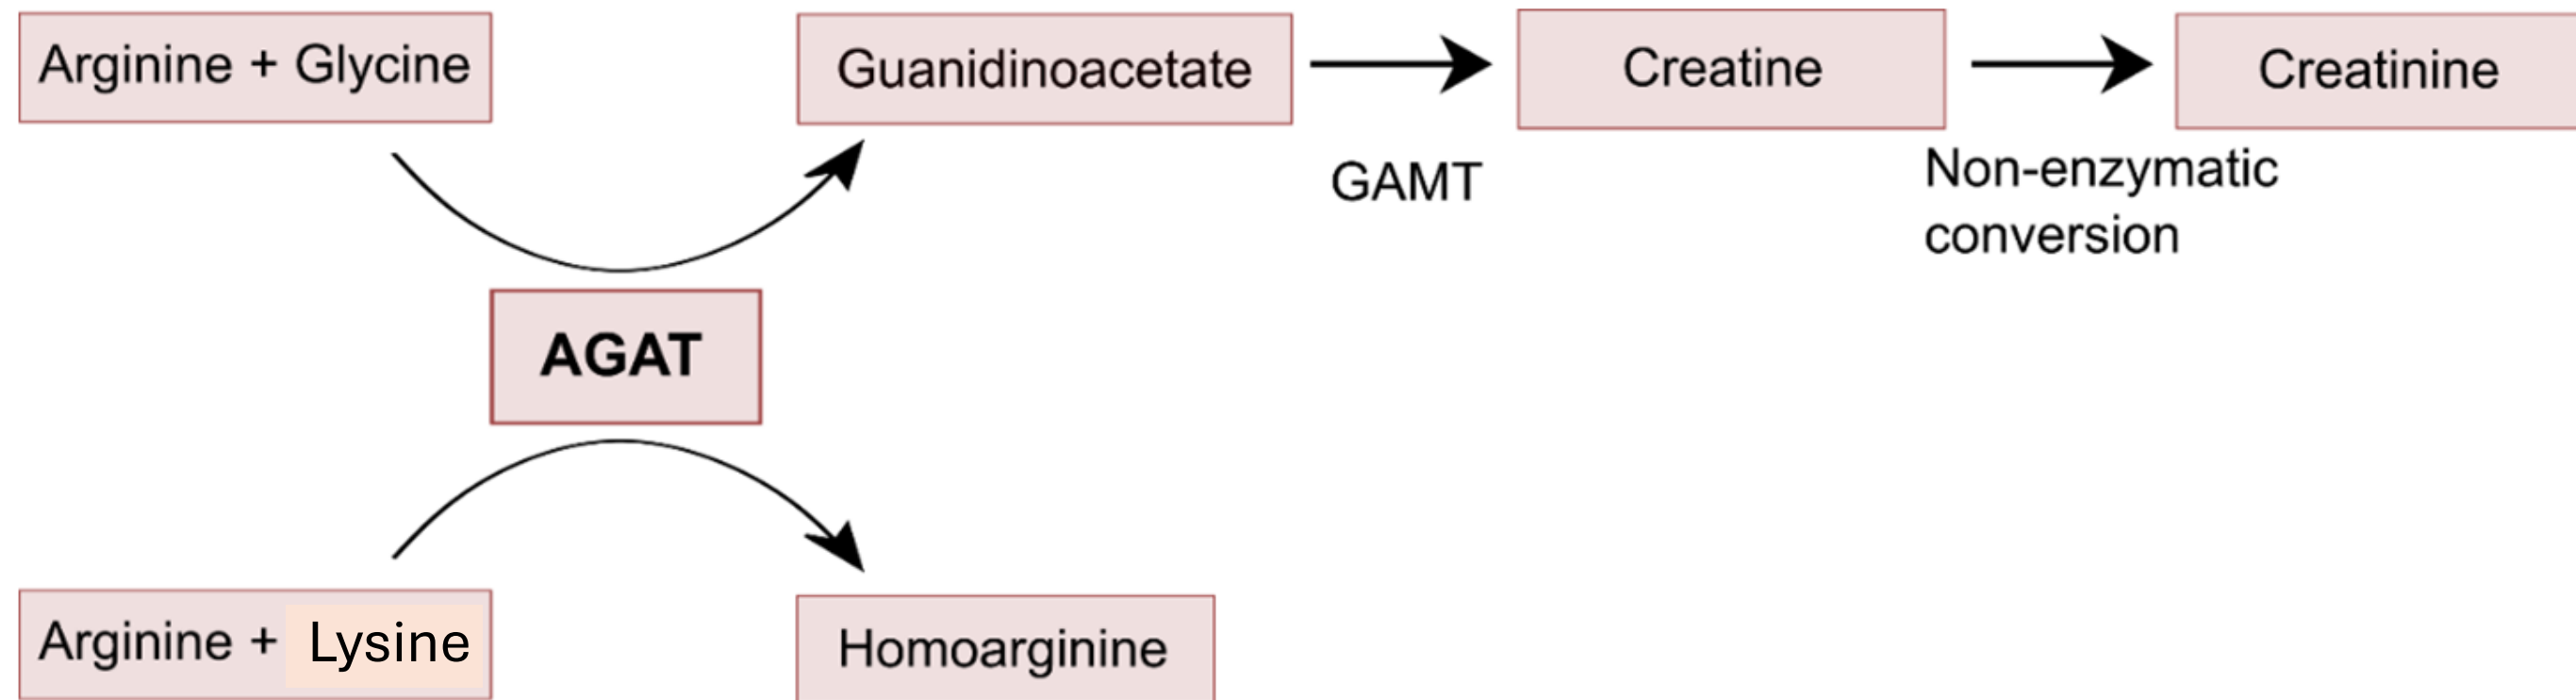 Arginine + Glycine
Guanidinoacetate
Creatine
Creatinine
GAMT
Non-enzymatic
conversion
AGAT
Arginine + Lysine
Homoarginine